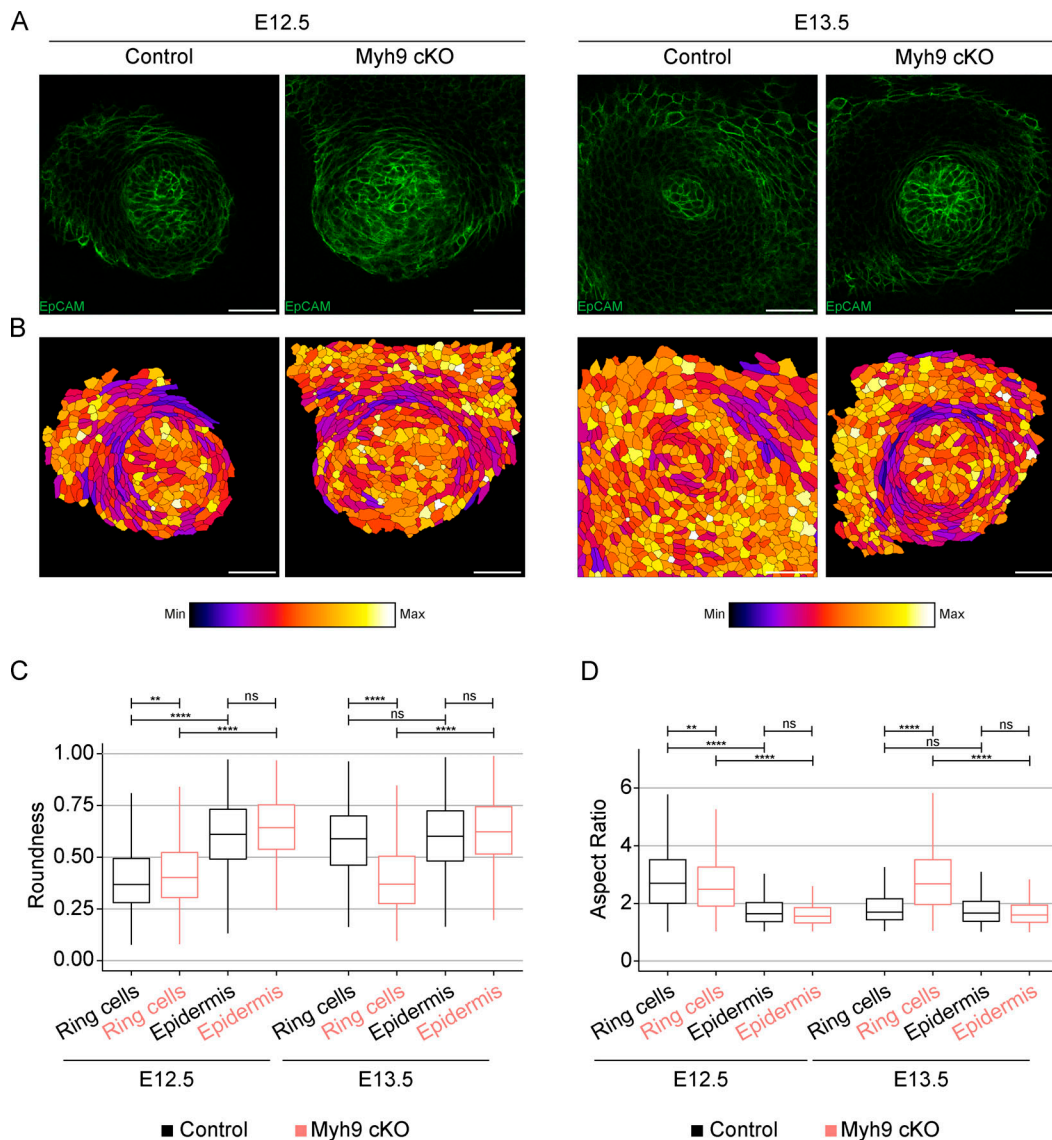 A
E12.5
E13.5
Control
Myh9 cKO
Control
Myh9 cKO
EpCAM
EpCAM
EpCAM
EpCAM
B
Min
Max
Min
Max
C
D
**
ns
****
ns
****
ns
****
****
**
ns
****
ns
****
ns
****
****
1.00
0.75
0.50
0.25
0.00
Roundness
Ring cells
Ring cells
Epidermis
Epidermis
Ring cells
Ring cells
Epidermis
Epidermis
E12.5
E13.5
Control
Myh9 cKO
6
4
2
0
Aspect Ratio
Ring cells
Ring cells
Epidermis
Epidermis
Ring cells
Ring cells
Epidermis
Epidermis
E12.5
E13.5
Control
Myh9 cKO